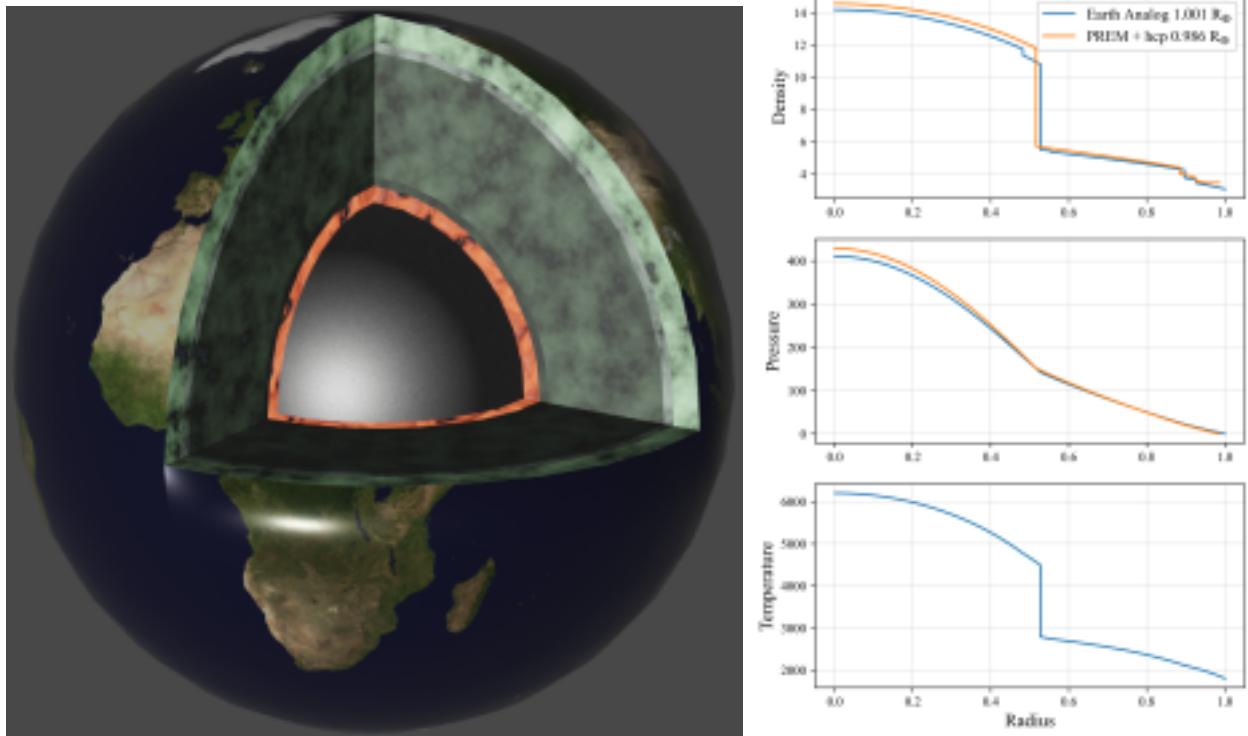 Earth Analog 1.001 R⊕
PREM + hcp 0.986 R⊕
Density
14
12
10
8
6
4
0.0 0.2 0.4 0.6 0.8 1.0
Pressure
400
300
200
100
0
0.0 0.2 0.4 0.6 0.8 1.0
Temperature
6000
5000
4000
3000
2000
0.0 0.2 0.4 0.6 0.8 1.0
Radius